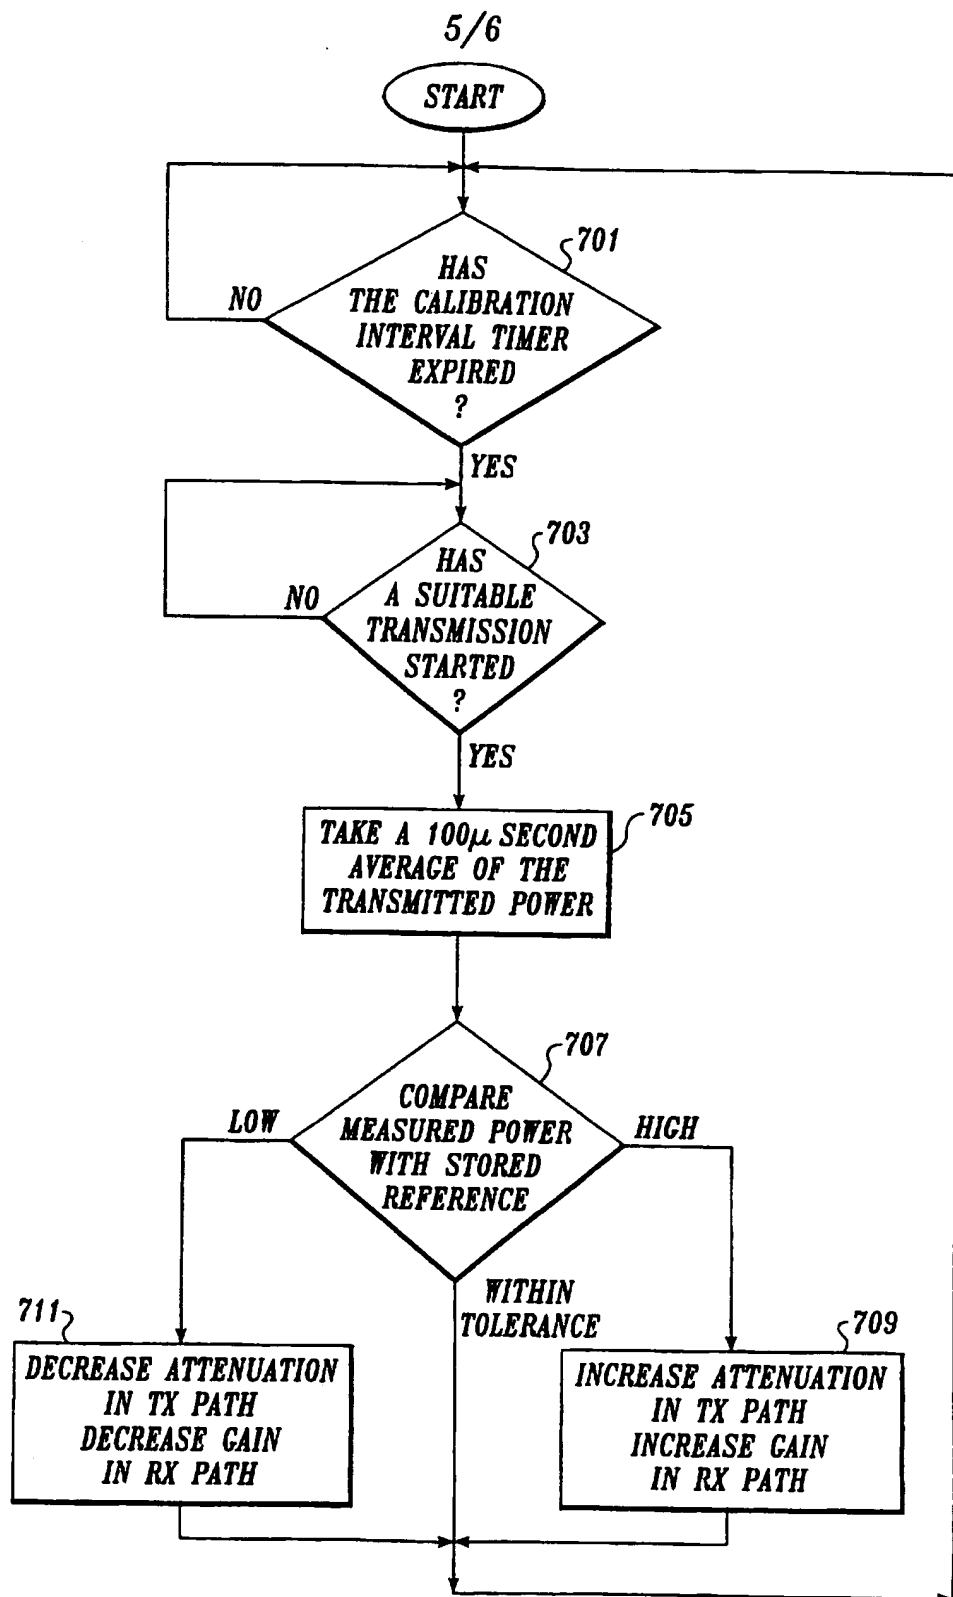 5/6
START
701
HAS
THE CALIBRATION
INTERVAL TIMER
EXPIRED
?
NO
YES
703
HAS
A SUITABLE
TRANSMISSION
STARTED
?
NO
YES
705
TAKE A 100μ SECOND
AVERAGE OF THE
TRANSMITTED POWER
707
COMPARE
MEASURED POWER
WITH STORED
REFERENCE
LOW
HIGH
WITHIN
TOLERANCE
711
DECREASE ATTENUATION
IN TX PATH
DECREASE GAIN
IN RX PATH
709
INCREASE ATTENUATION
IN TX PATH
INCREASE GAIN
IN RX PATH